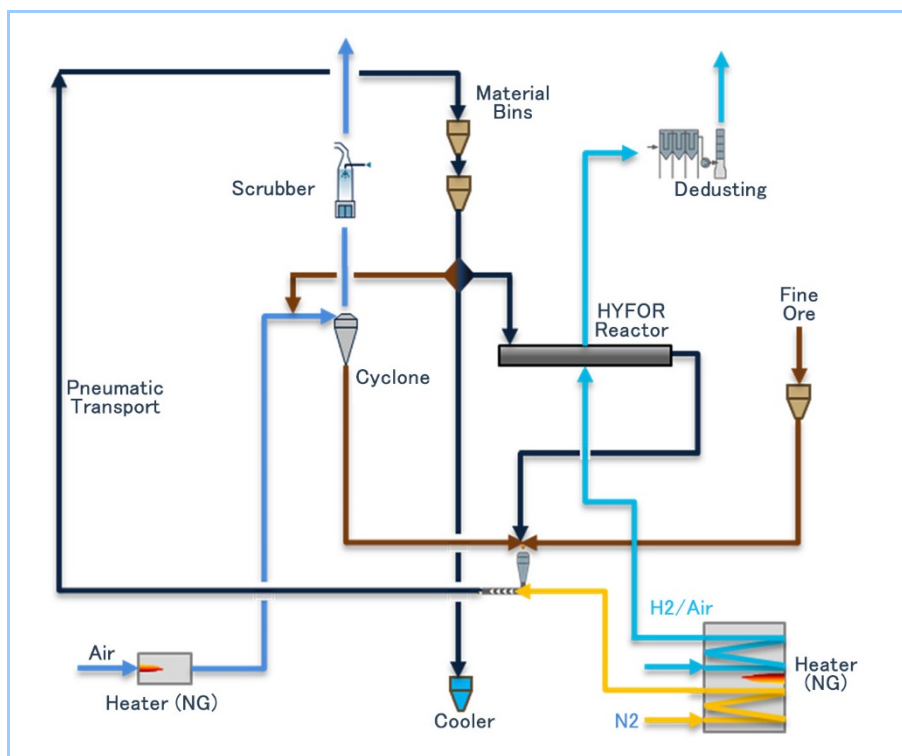 Material
Bins
Scrubber
Dedusting
HYFOR
Reactor
Fine
Ore
Cyclone
Pneumatic
Transport
H2/Air
Air
Heater
(NG)
Heater (NG)
Cooler
N2